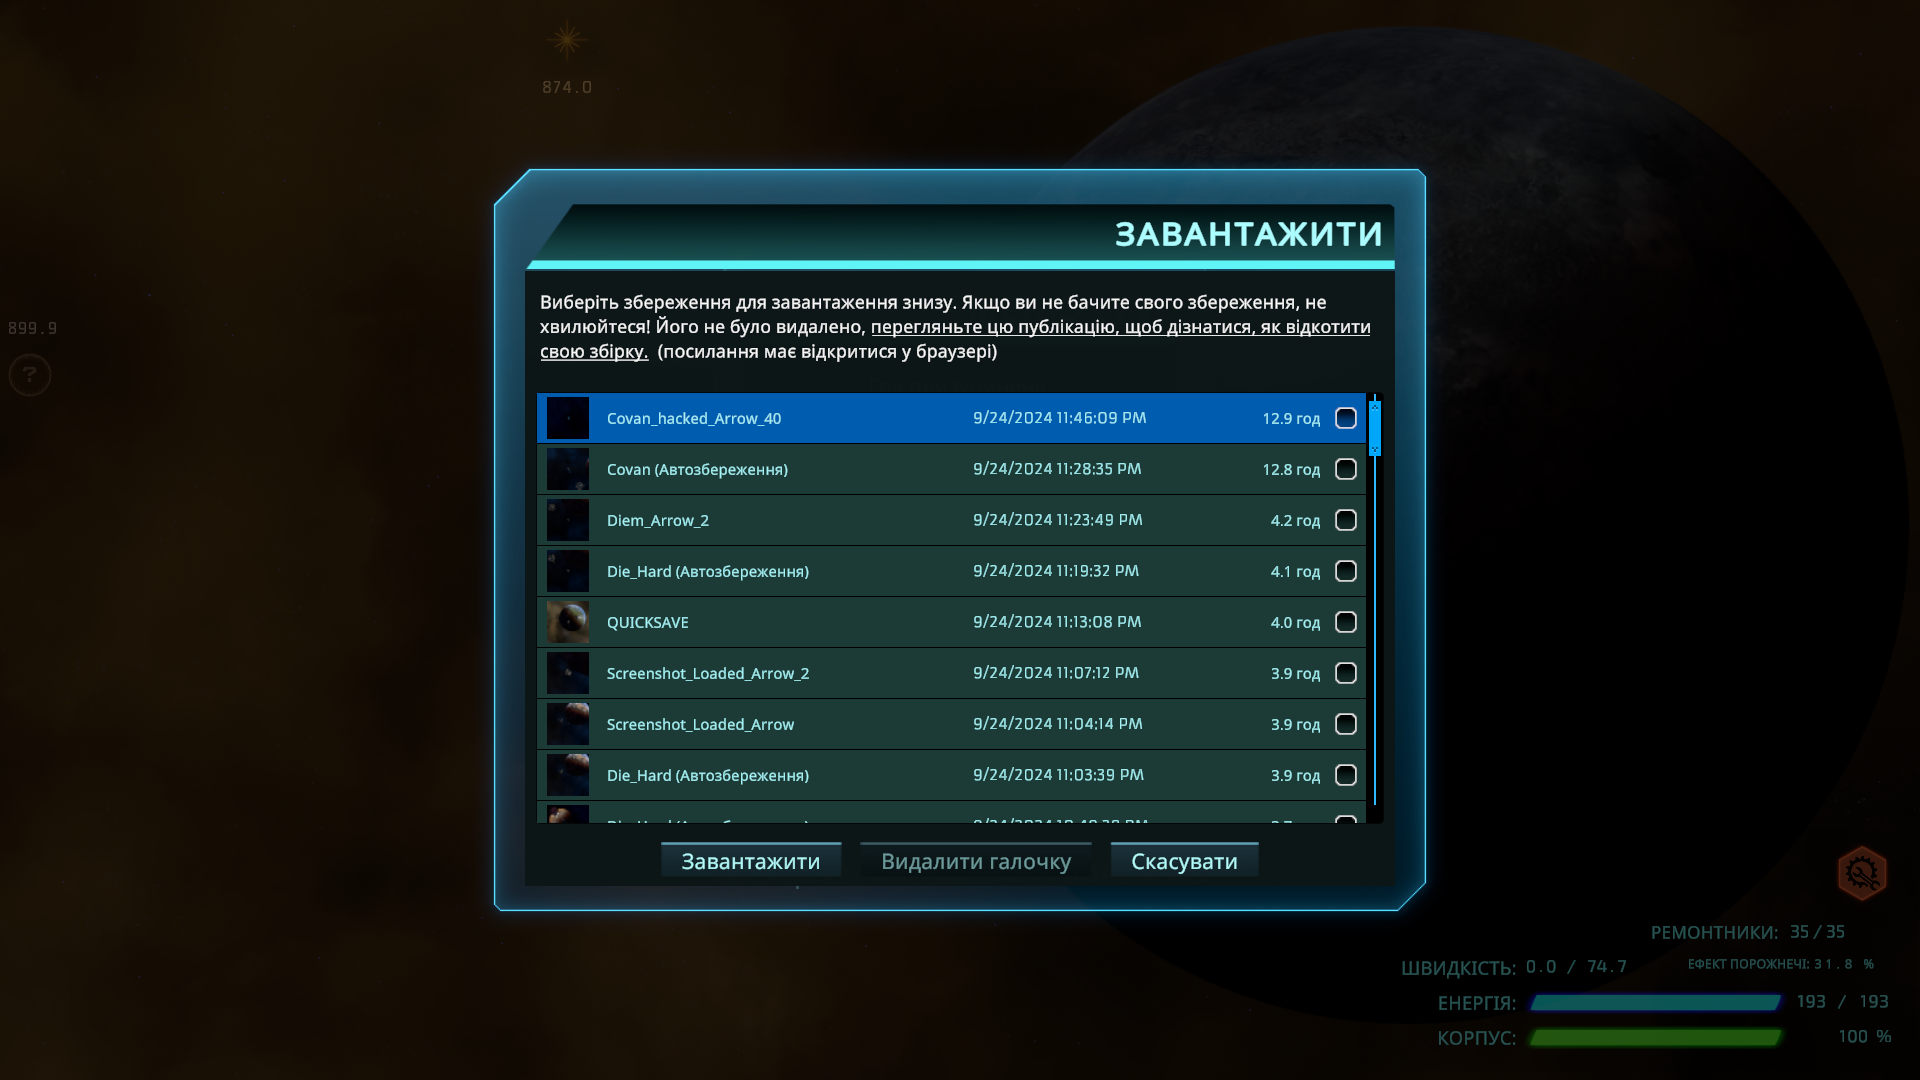 874.0
899.9
?
ЗАВАНТАЖИТИ
Виберіть збереження для завантаження знизу. Якщо ви не бачите свого збереження, не
хвилюйтеся! Його не було видалено, перегляньте цю публікацію, щоб дізнатися, як відкотити
свою збірку. (посилання має відкритися у браузері)
Covan_hacked_Arrow_40 9/24/2024 11:46:09 PM 12.9 год
Covan (Автозбереження) 9/24/2024 11:28:35 PM 12.8 год
Diem_Arrow_2 9/24/2024 11:23:49 PM 4.2 год
Die_Hard (Автозбереження) 9/24/2024 11:19:32 PM 4.1 год
QUICKSAVE 9/24/2024 11:13:08 PM 4.0 год
Screenshot_Loaded_Arrow_2 9/24/2024 11:07:12 PM 3.9 год
Screenshot_Loaded_Arrow 9/24/2024 11:04:14 PM 3.9 год
Die_Hard (Автозбереження) 9/24/2024 11:03:39 PM 3.9 год
Завантажити Видалити галочку Скасувати
РЕМОНТНИКИ: 35/35
ШВИДКІСТЬ: 0.0 / 74.7 ЕФЕКТ ПОРОЖНЕЧІ: 31.8 %
ЕНЕРГІЯ: 193 / 193
КОРПУС: 100 %